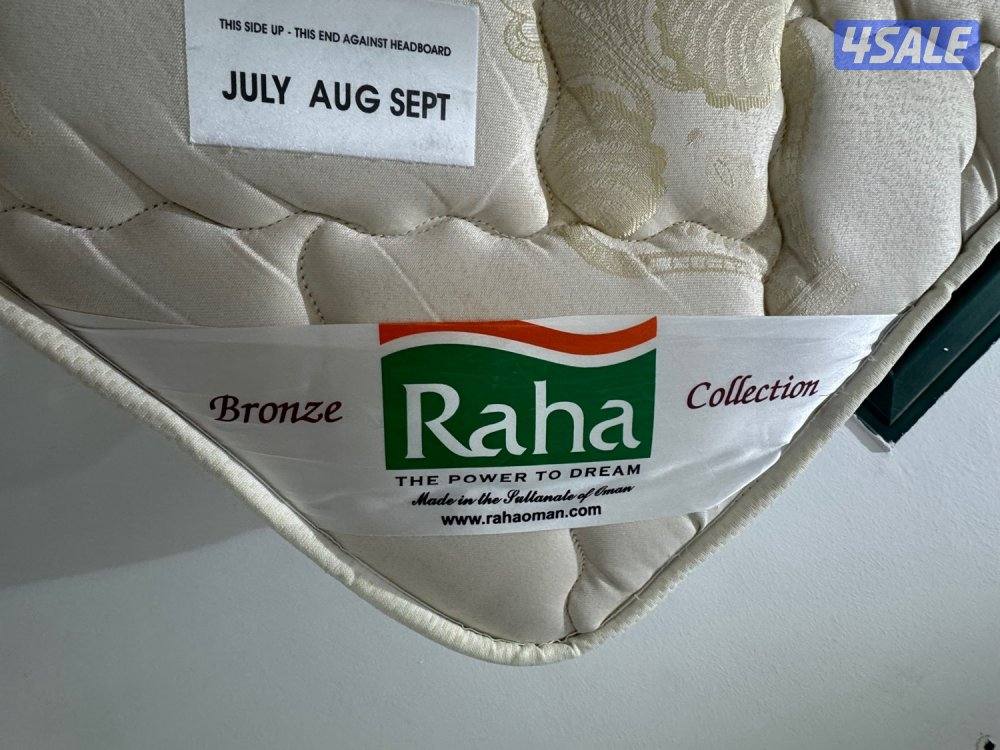 THIS SIDE UP - THIS END AGAINST HEADBOARD
JULY AUG SEPT
4SALE
Bronze
Raha
Collection
THE POWER TO DREAM
Made in the Sultanate of Oman
www.rahaoman.com